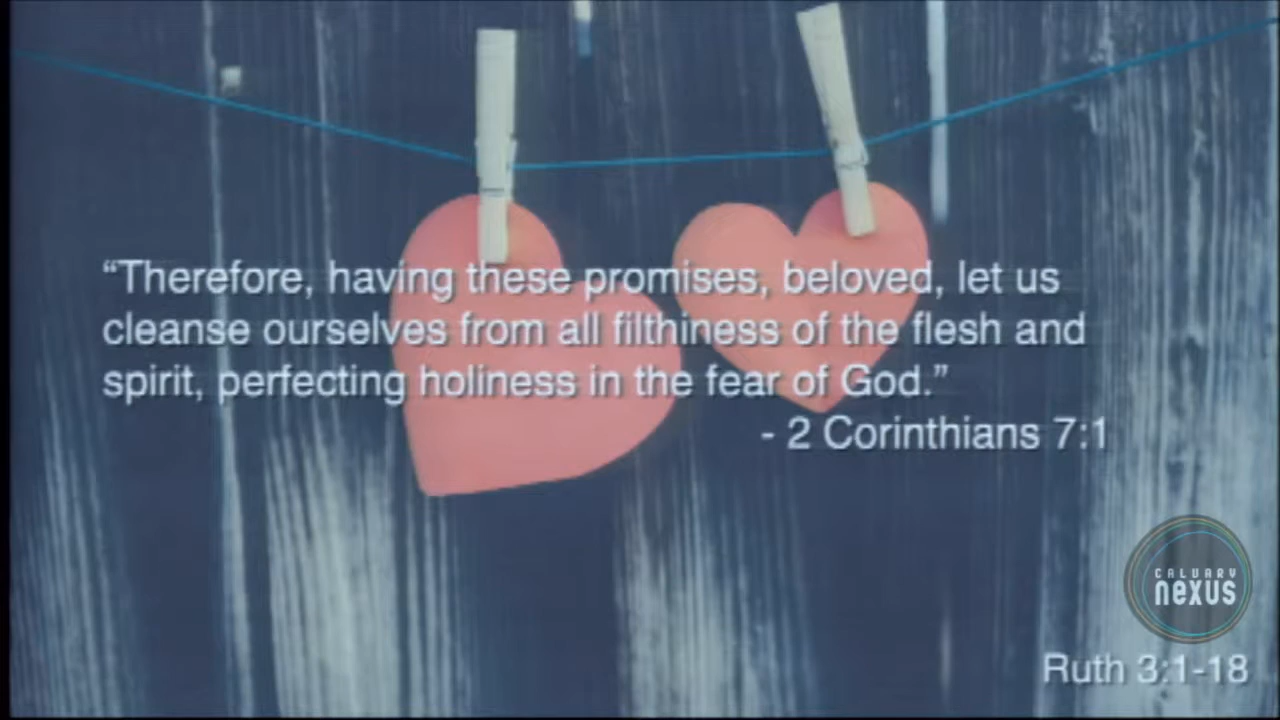 “Therefore, having these promises, beloved, let us
cleanse ourselves from all filthiness of the flesh and
spirit, perfecting holiness in the fear of God.”
- 2 Corinthians 7:1
CALVARY
nexus
Ruth 3:1-18